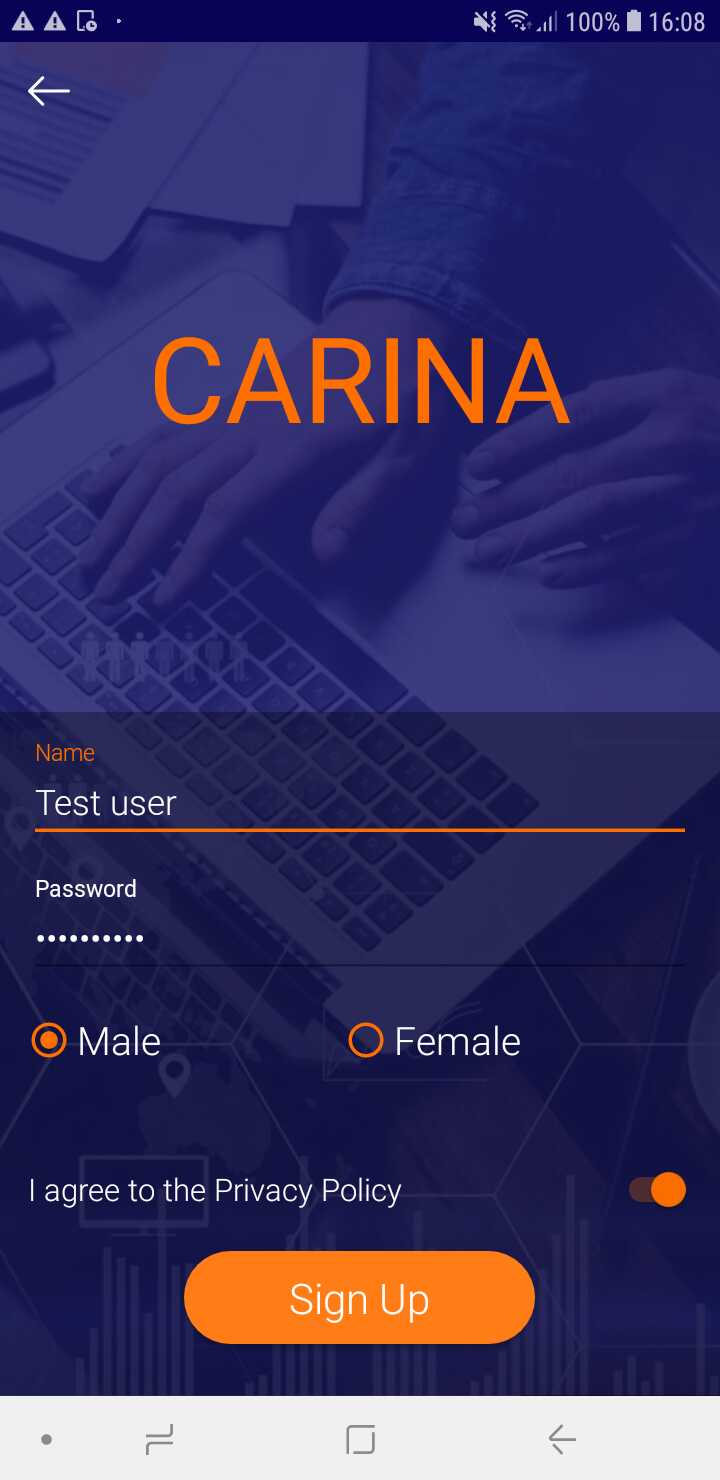 100% 16:08
CARINA
Name
Test user
Password
••••••••••
Male Female
I agree to the Privacy Policy
Sign Up